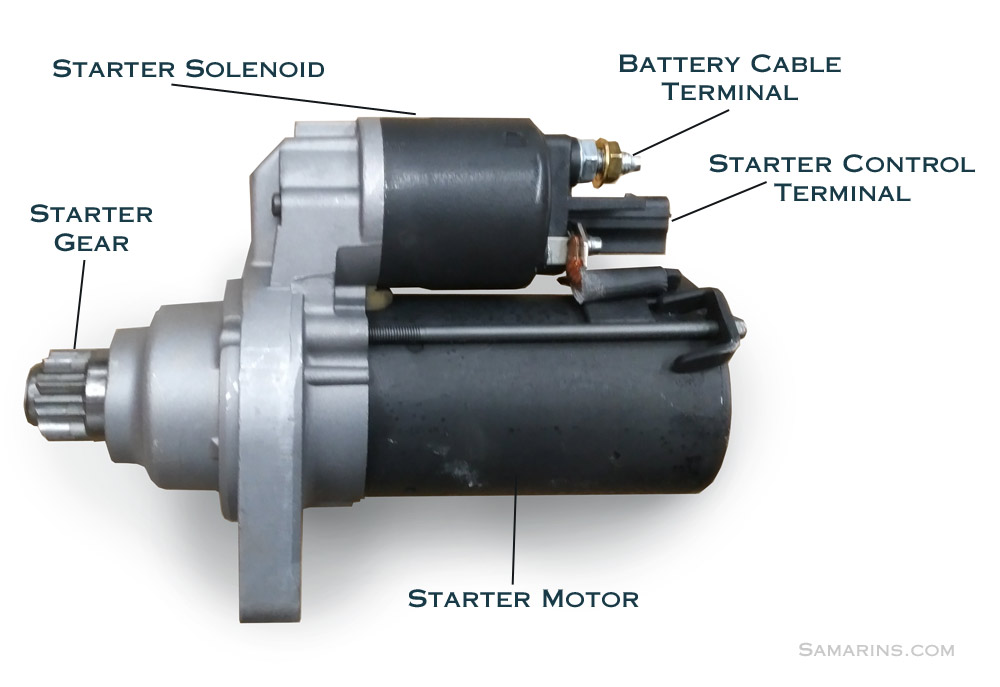 STARTER SOLENOID
BATTERY CABLE
TERMINAL
STARTER CONTROL
TERMINAL
STARTER
GEAR
STARTER MOTOR
SAMARINS.COM